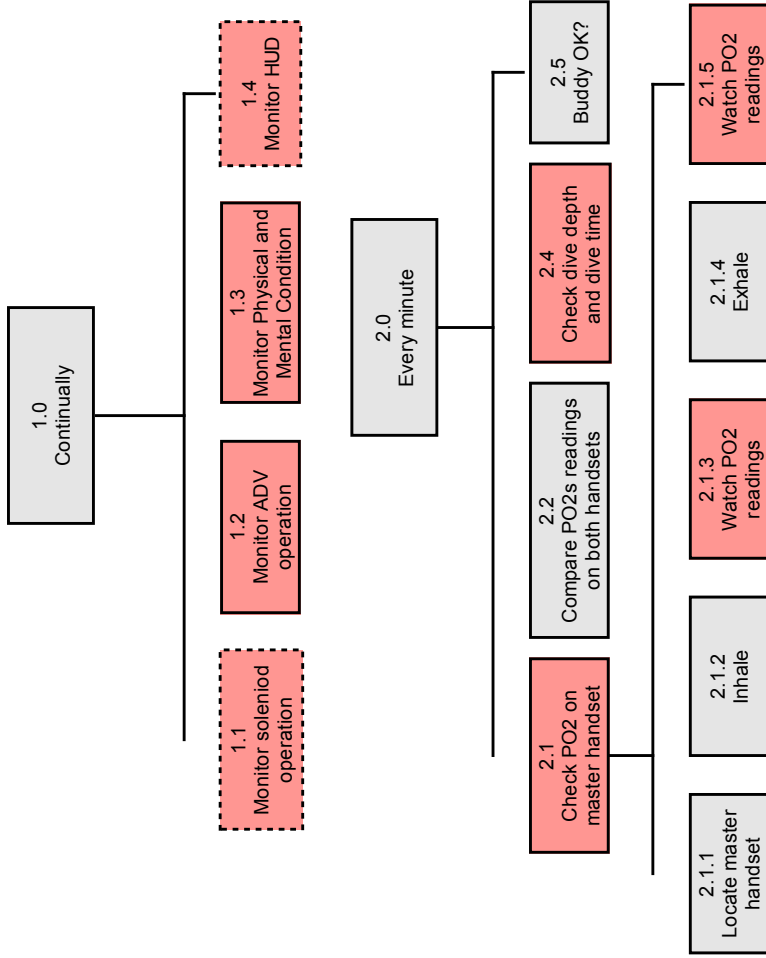 1.0
Continually
1.1
Monitor soleniod
operation
1.2
Monitor ADV
operation
1.3
Monitor Physical and
Mental Condition
1.4
Monitor HUD
2.0
Every minute
2.1
Check PO2 on
master handset
2.2
Compare PO2s readings
on both handsets
2.4
Check dive depth
and dive time
2.5
Buddy OK?
2.1.1
Locate master
handset
2.1.2
Inhale
2.1.3
Watch PO2
readings
2.1.4
Exhale
2.1.5
Watch PO2
readings